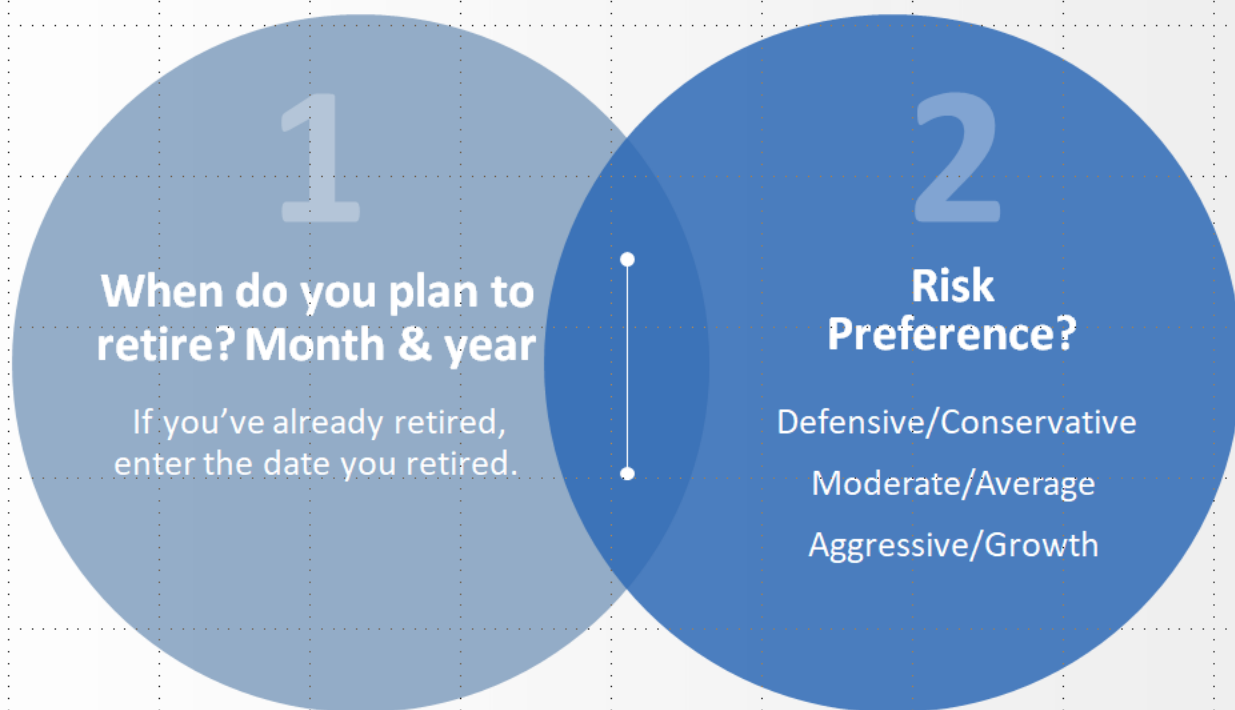 1
When do you plan to
retire? Month & year
If you’ve already retired,
enter the date you retired.
2
Risk
Preference?
Defensive/Conservative
Moderate/Average
Aggressive/Growth